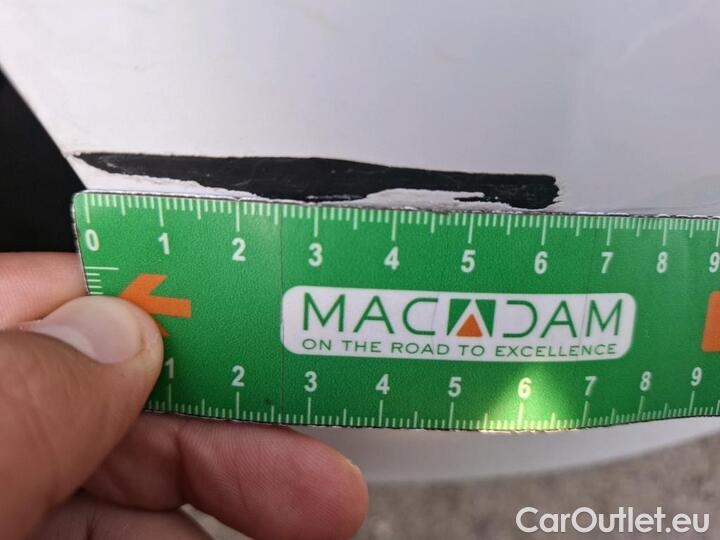 0 1 2 3 4 5 6 7 8 9
MACADAM
ON THE ROAD TO EXCELLENCE
1 2 3 4 5 6 7 8 9
CarOutlet.eu